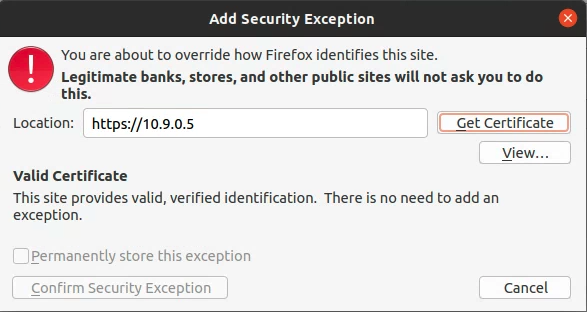 Add Security Exception
You are about to override how Firefox identifies this site.
Legitimate banks, stores, and other public sites will not ask you to do
this.
Location: https://10.9.0.5 Get Certificate
View...
Valid Certificate
This site provides valid, verified identification. There is no need to add an
exception.
Permanently store this exception
Confirm Security Exception Cancel